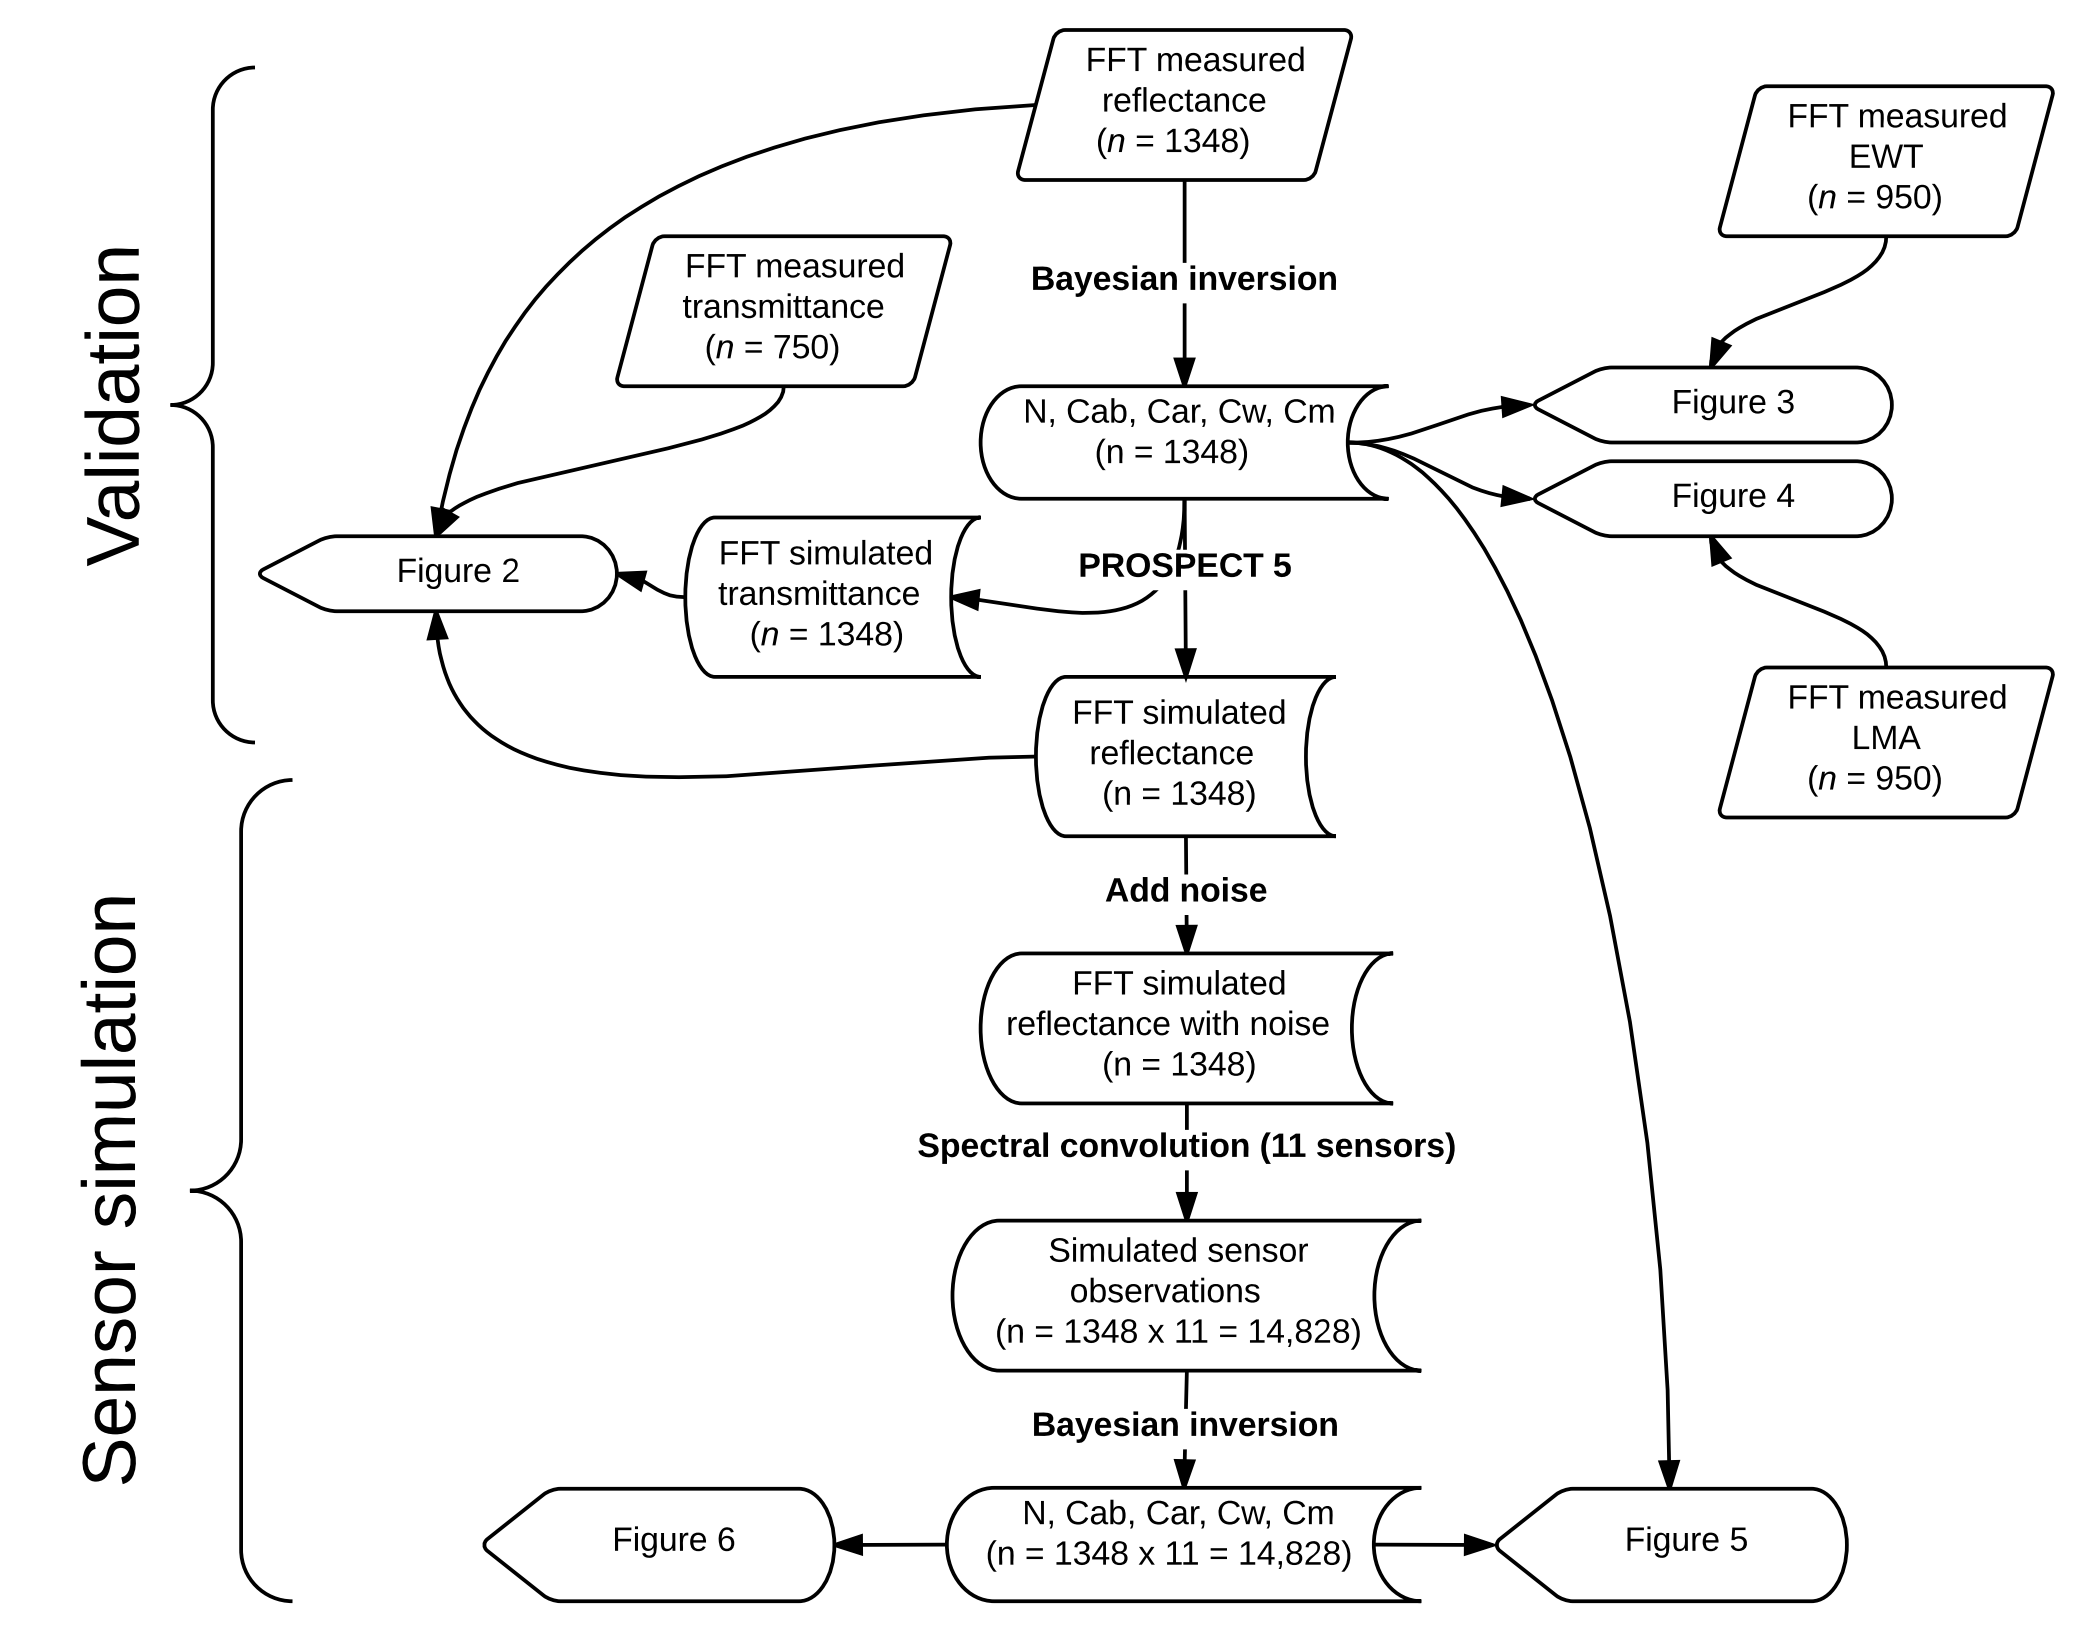 FFT measured
reflectance
(n = 1348)
FFT measured
EWT
(n = 950)
FFT measured
transmittance
(n = 750)
Bayesian inversion
Validation
N, Cab, Car, Cw, Cm
(n = 1348)
Figure 3
Figure 4
Figure 2
FFT simulated
transmittance
(n = 1348)
PROSPECT 5
FFT simulated
reflectance
(n = 1348)
FFT measured
LMA
(n = 950)
Add noise
Sensor simulation
FFT simulated
reflectance with noise
(n = 1348)
Spectral convolution (11 sensors)
Simulated sensor
observations
(n = 1348 x 11 = 14,828)
Bayesian inversion
Figure 6
N, Cab, Car, Cw, Cm
(n = 1348 x 11 = 14,828)
Figure 5